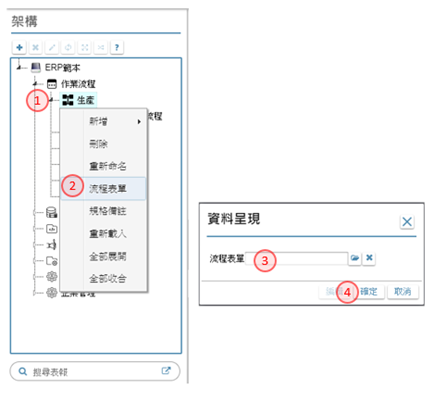 架構
?
ERP範本
作業流程
1
生產
流程
新增
刪除
重新命名
2
流程表單
規格備註
重新載入
全部展開
全部收合
企業管理
搜尋表報
資料呈現
流程表單
3
4
確定
取消